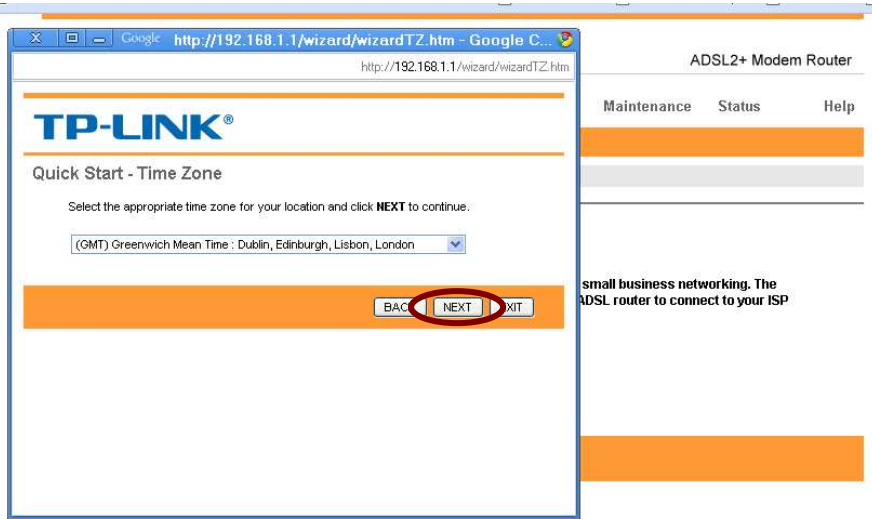 X Google http://192.168.1.1/wizard/wizardTZ.htm - Google C...
http://192.168.1.1/wizard/wizardTZ.htm
TP-LINK®
Quick Start - Time Zone
Select the appropriate time zone for your location and click NEXT to continue.
(GMT) Greenwich Mean Time : Dublin, Edinburgh, Lisbon, London
NEXT
ADSL2+ Modem Router
Maintenance Status Help
small business networking. The
ADSL router to connect to your ISP